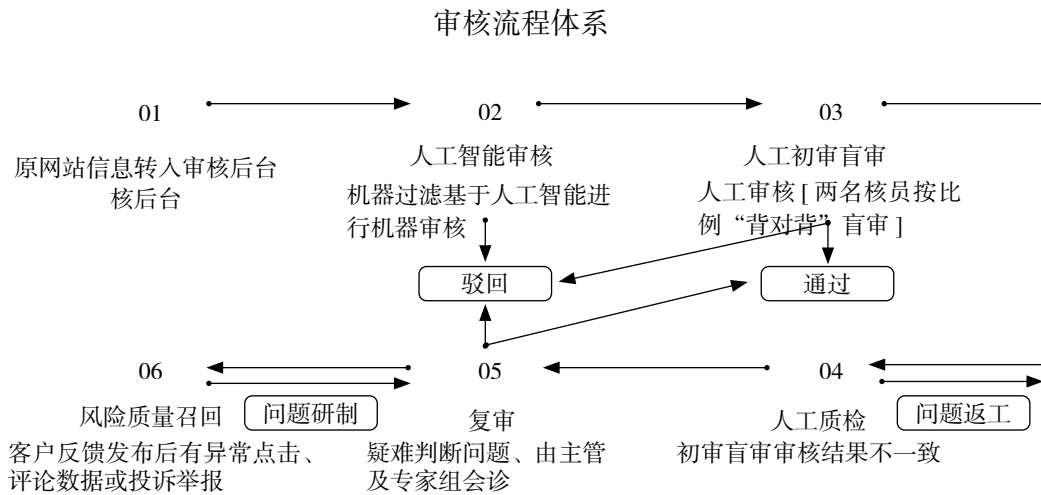 审核流程体系
01
02
03
原网站信息转入审核后台
核后台
人工智能审核
机器过滤基于人工智能进
行机器审核
人工初审盲审
人工审核 [ 两名核员按比
例“背对背”盲审 ]
驳回
通过
06
05
04
风险质量召回
问题研制
复审
人工质检
问题返工
客户反馈发布后有异常点击、
评论数据或投诉举报
疑难判断问题、由主管
及专家组会诊
初审盲审审核结果不一致